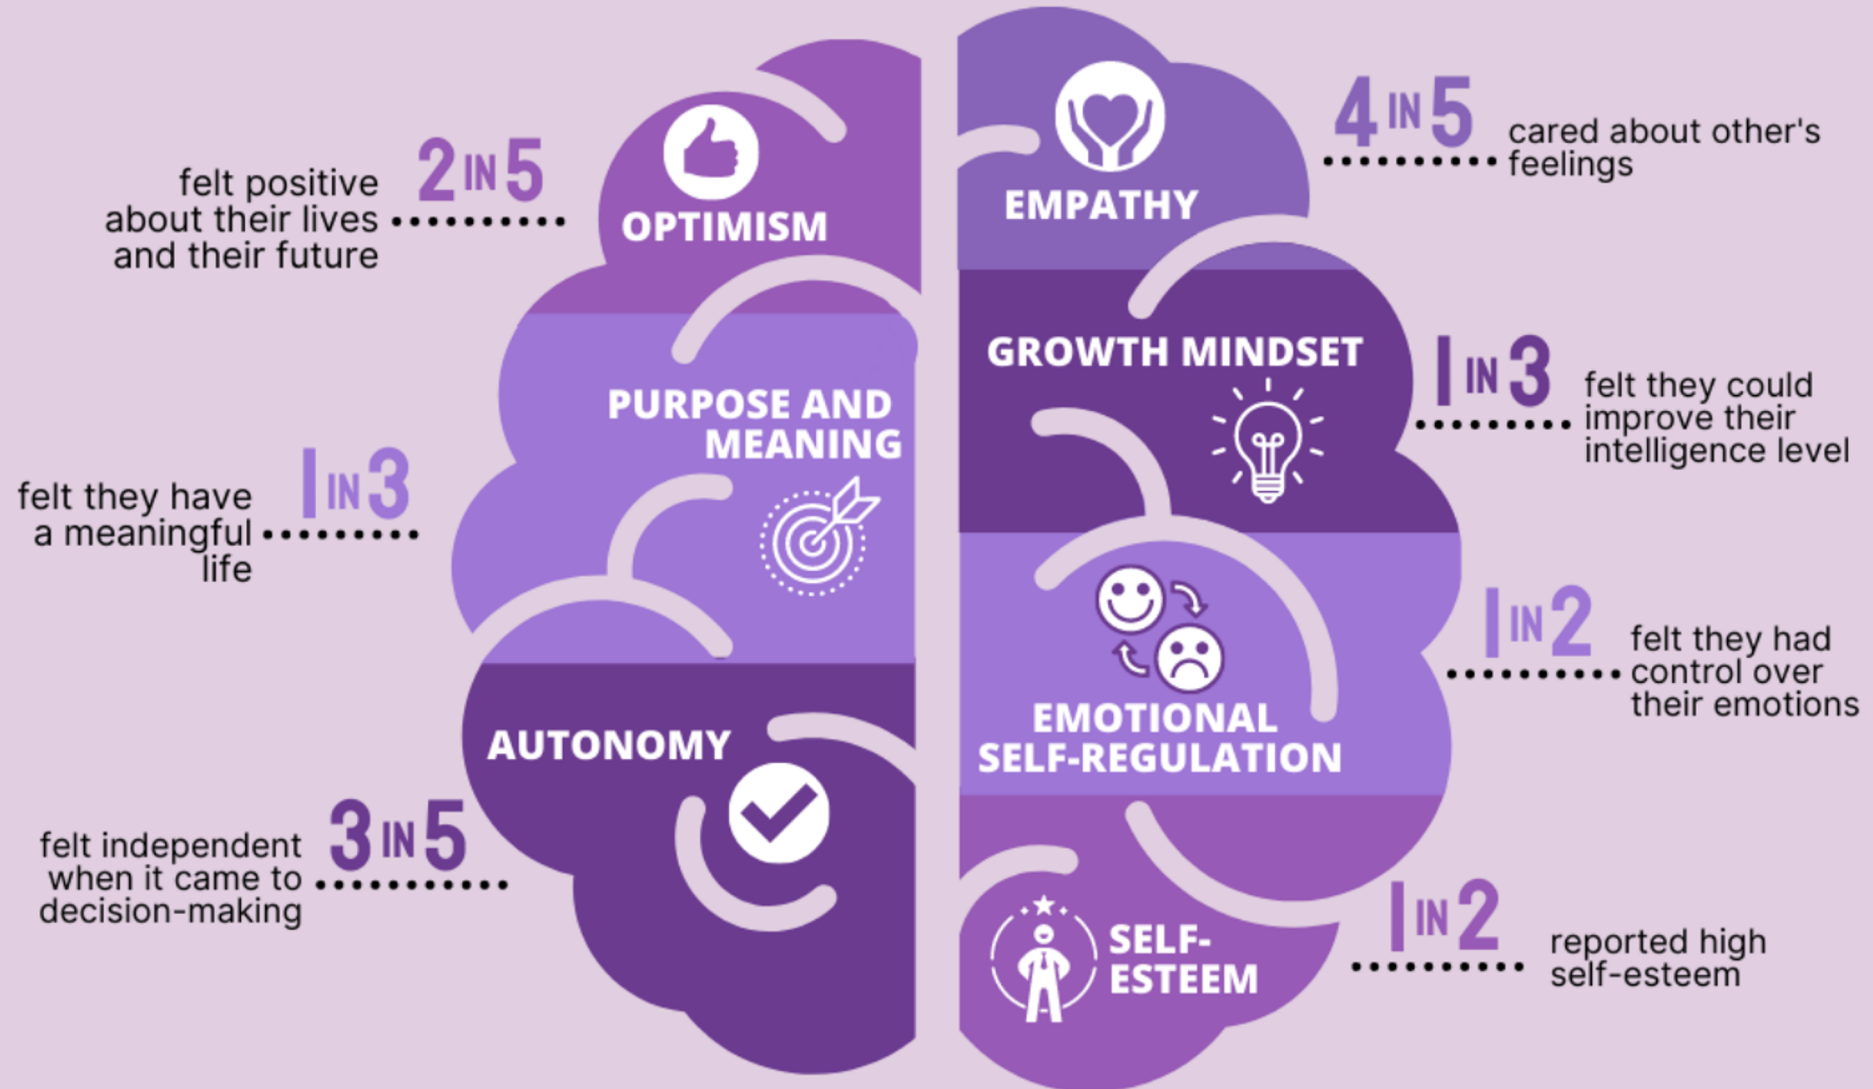 2 IN 5
felt positive
about their lives
and their future
OPTIMISM
1 IN 3
felt they have
a meaningful
life
PURPOSE AND
MEANING
3 IN 5
felt independent
when it came to
decision-making
AUTONOMY
EMPATHY
4 IN 5
cared about other's
feelings
GROWTH MINDSET
1 IN 3
felt they could
improve their
intelligence level
EMOTIONAL
SELF-REGULATION
1 IN 2
felt they had
control over
their emotions
SELF-
ESTEEM
1 IN 2
reported high
self-esteem